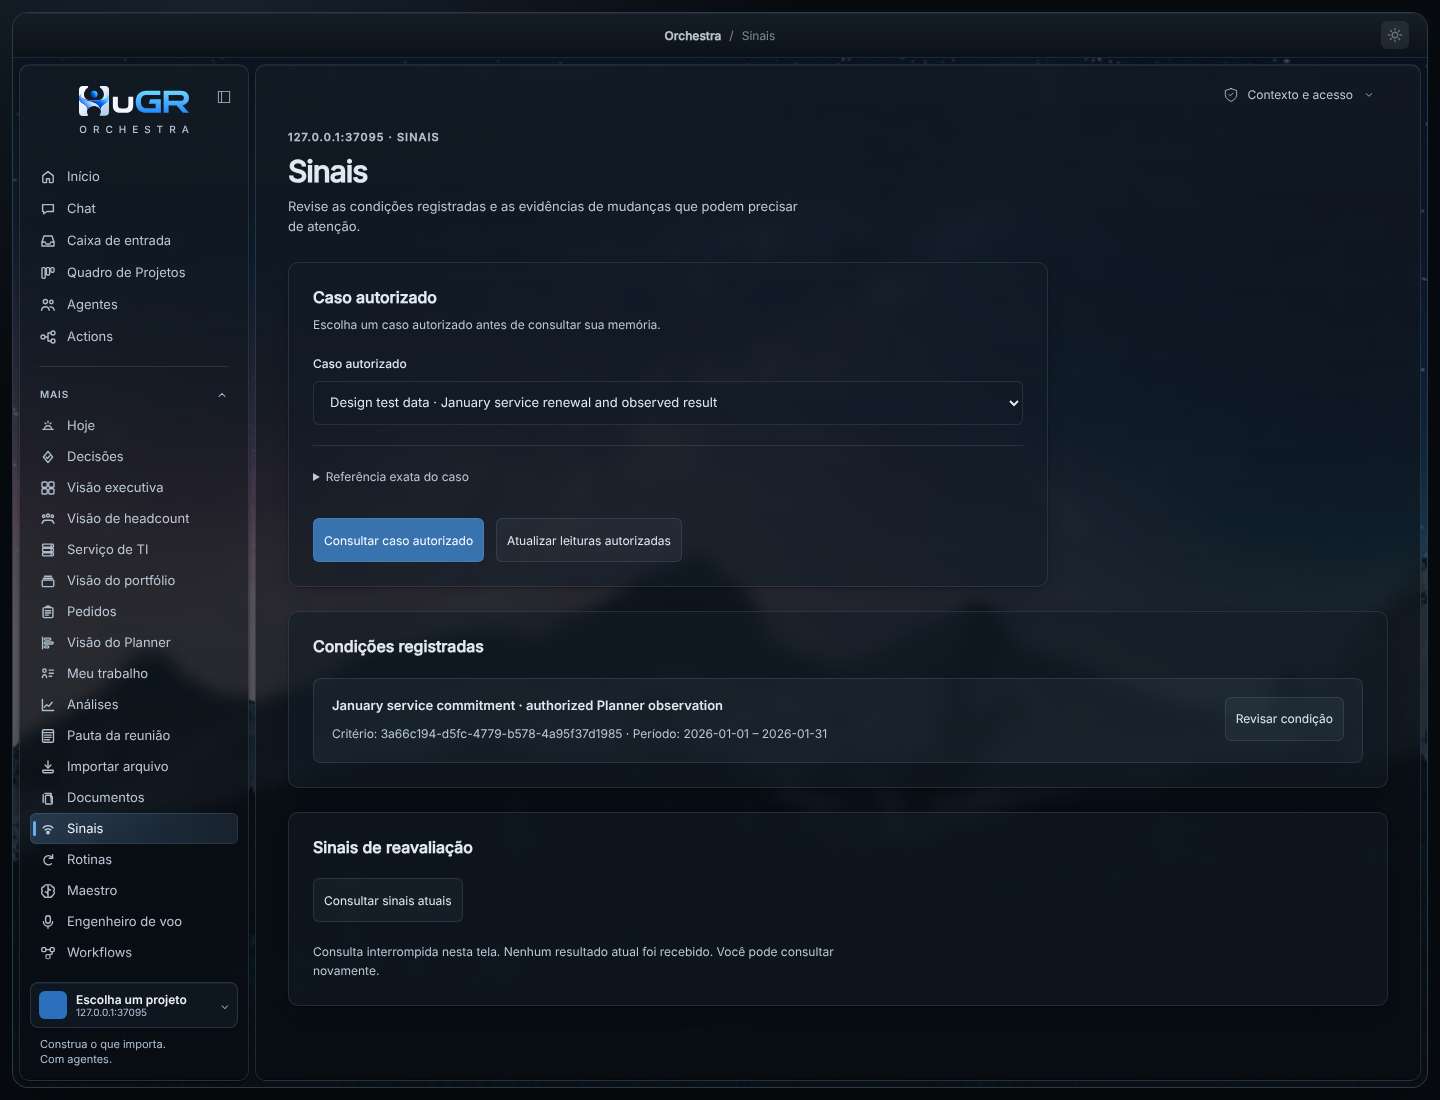 Orchestra / Sinais
HuGR
ORCHESTRA
Contexto e acesso
Início
Chat
Caixa de entrada
Quadro de Projetos
Agentes
Actions
MAIS
Hoje
Decisões
Visão executiva
Visão de headcount
Serviço de TI
Visão do portfólio
Pedidos
Visão do Planner
Meu trabalho
Análises
Pauta da reunião
Importar arquivo
Documentos
Sinais
Rotinas
Maestro
Engenheiro de voo
Workflows
Escolha um projeto
127.0.0.1:37095
Construa o que importa.
Com agentes.
127.0.0.1:37095 · SINAIS
Sinais
Revise as condições registradas e as evidências de mudanças que podem precisar
de atenção.
Caso autorizado
Escolha um caso autorizado antes de consultar sua memória.
Caso autorizado
Design test data · January service renewal and observed result
Referência exata do caso
Consultar caso autorizado
Atualizar leituras autorizadas
Condições registradas
January service commitment · authorized Planner observation
Critério: 3a66c194-d5fc-4779-b578-4a95f37d1985 · Período: 2026-01-01 – 2026-01-31
Revisar condição
Sinais de reavaliação
Consultar sinais atuais
Consulta interrompida nesta tela. Nenhum resultado atual foi recebido. Você pode consultar
novamente.